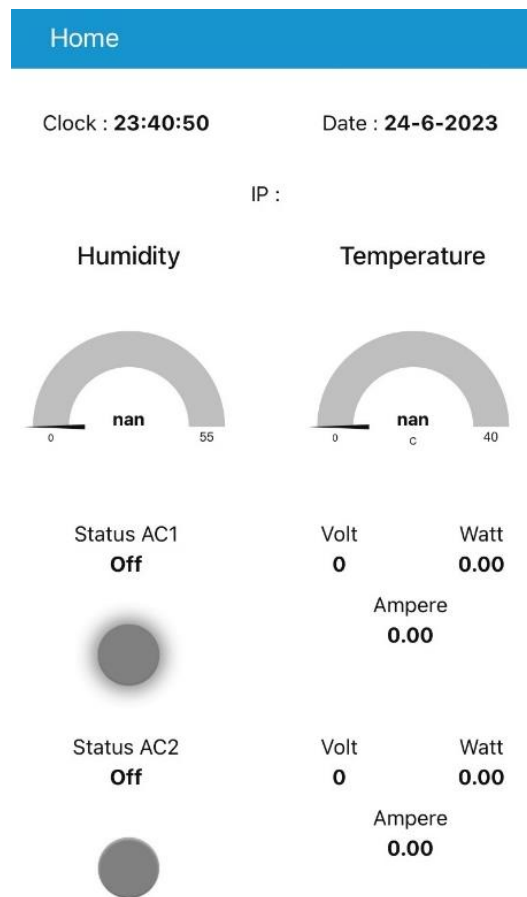 Home
Clock : 23:40:50 Date : 24-6-2023
IP :
Humidity Temperature
nan nan
0 55 0 C 40
Status AC1 Volt Watt
Off 0 0.00
Ampere
0.00
Status AC2 Volt Watt
Off 0 0.00
Ampere
0.00